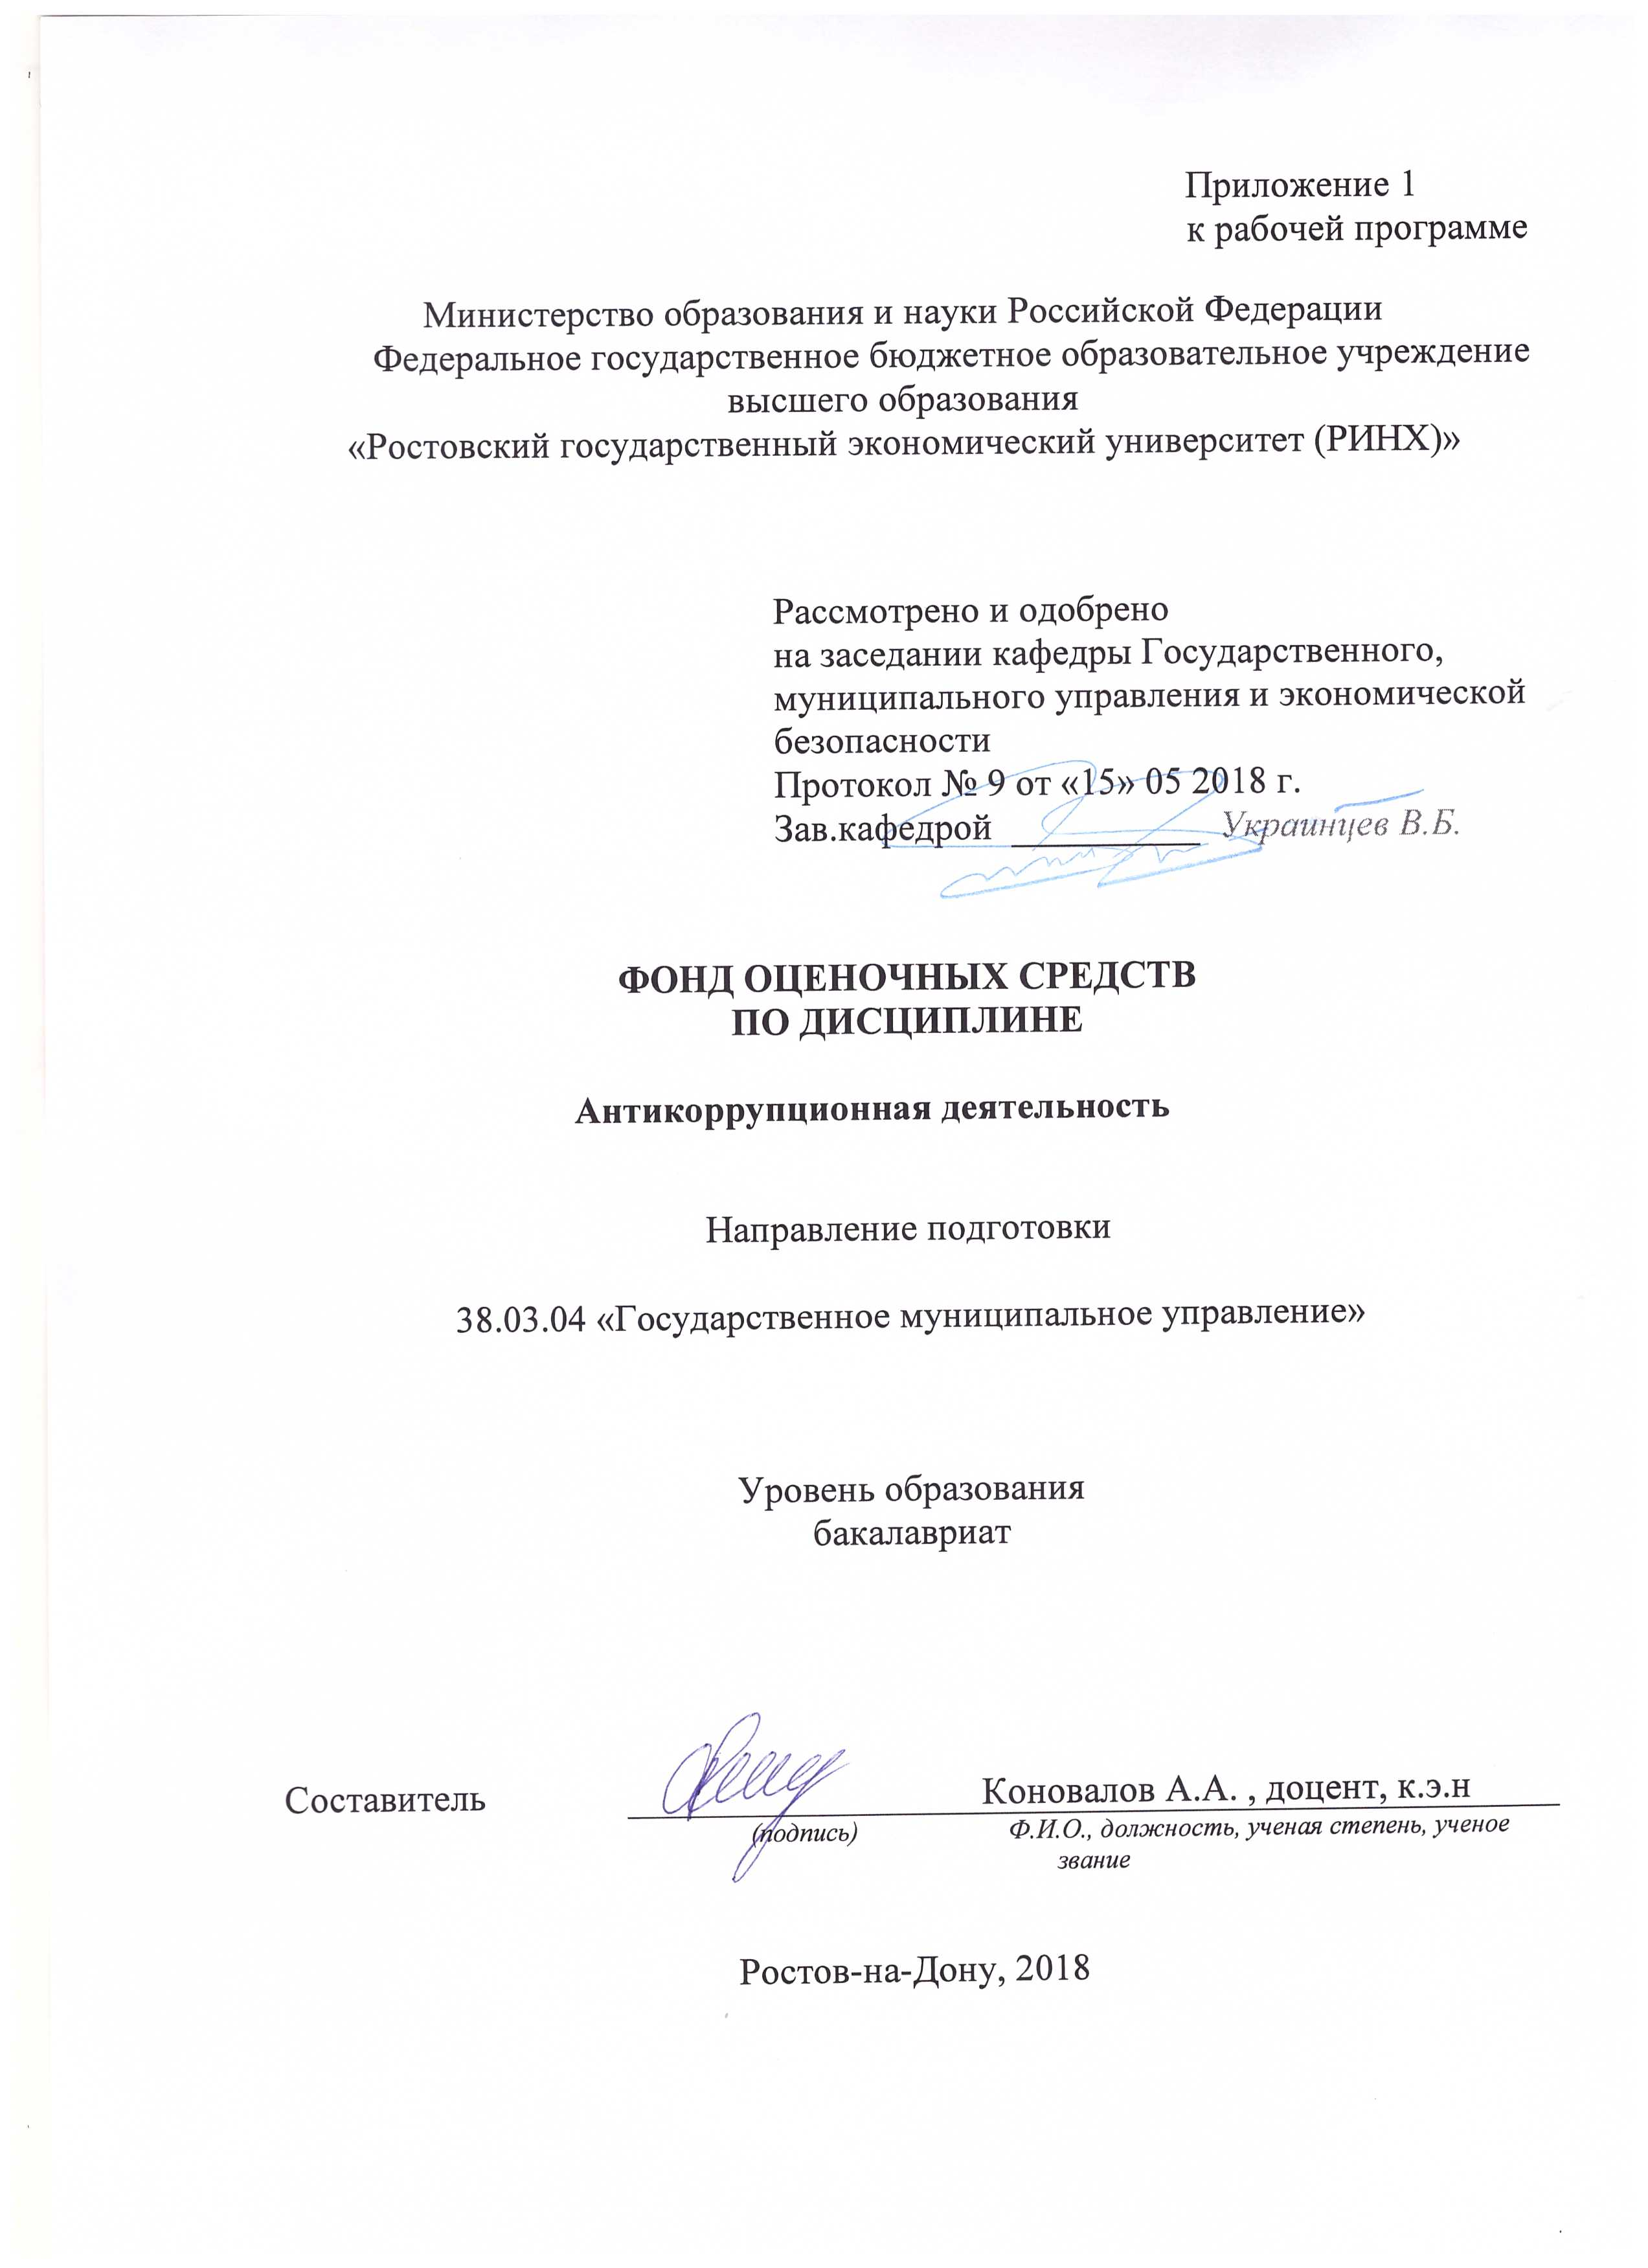 Приложение 1
к рабочей программе
Министерство образования и науки Российской Федерации
Федеральное государственное бюджетное образовательное учреждение
высшего образования
«Ростовский государственный экономический университет (РИНХ)»
Рассмотрено и одобрено
на заседании кафедры Государственного,
муниципального управления и экономической
безопасности
Протокол № 9 от «15» 05 2018 г.
Зав.кафедрой __________ Украинцев В.Б.
ФОНД ОЦЕНОЧНЫХ СРЕДСТВ
ПО ДИСЦИПЛИНЕ
Антикоррупционная деятельность
Направление подготовки
38.03.04 «Государственное муниципальное управление»
Уровень образования
бакалавриат
Составитель Коновалов А.А. , доцент, к.э.н
(подпись) Ф.И.О., должность, ученая степень, ученое
звание
Ростов-на-Дону, 2018